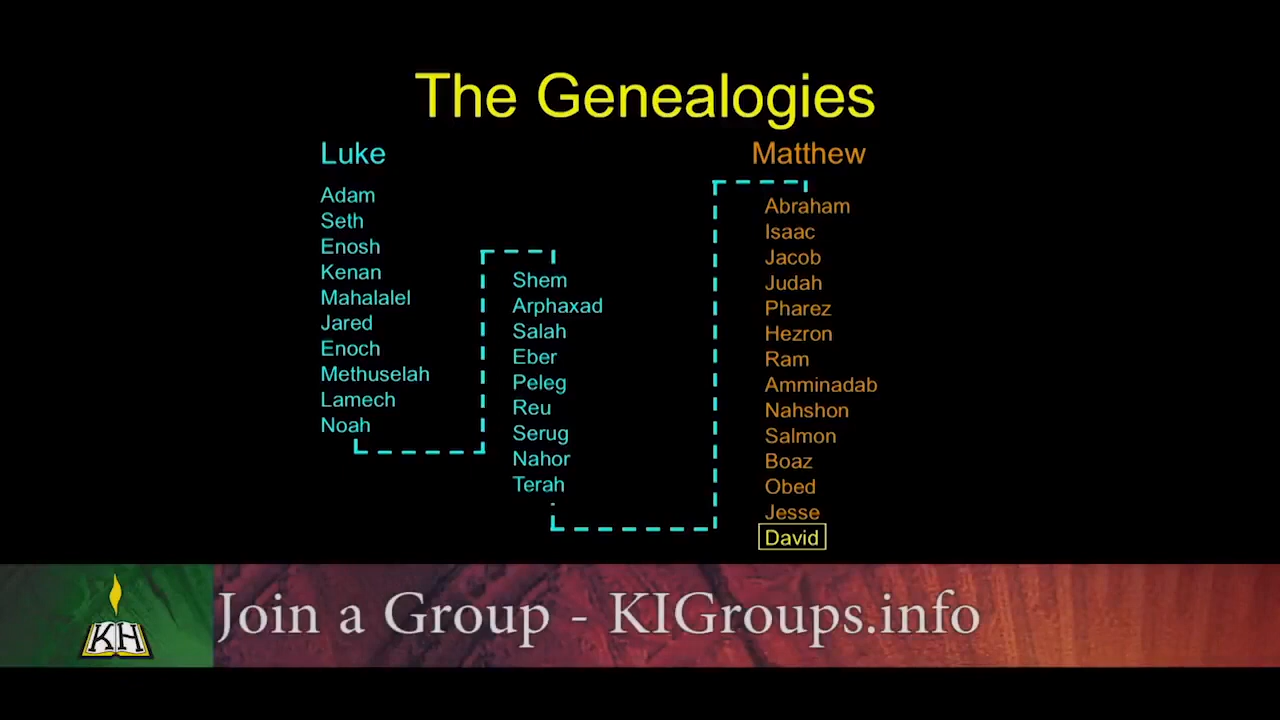 The Genealogies
Luke
Adam
Seth
Enosh
Kenan
Mahalalel
Jared
Enoch
Methuselah
Lamech
Noah
Shem
Arphaxad
Salah
Eber
Peleg
Reu
Serug
Nahor
Terah
Matthew
Abraham
Isaac
Jacob
Judah
Pharez
Hezron
Ram
Amminadab
Nahshon
Salmon
Boaz
Obed
Jesse
David
KH
Join a Group - KIGroups.info